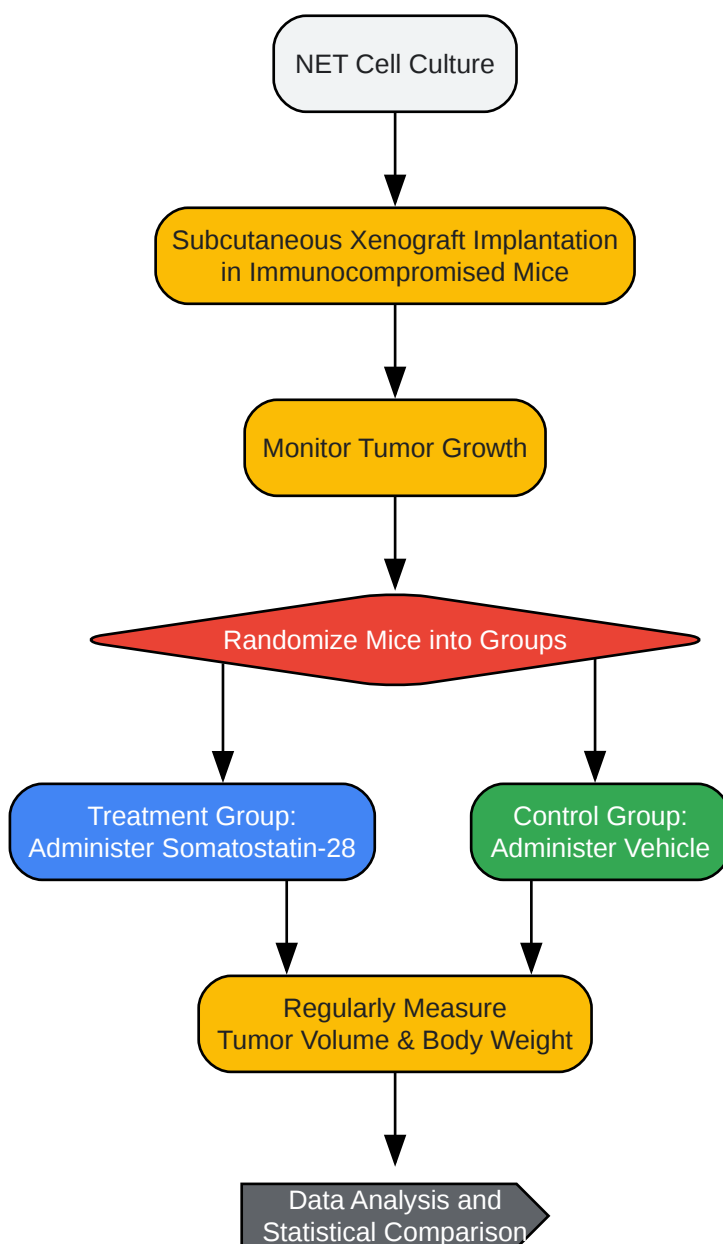 NET Cell Culture
Subcutaneous Xenograft Implantation
in Immunocompromised Mice
Monitor Tumor Growth
Randomize Mice into Groups
Treatment Group:
Administer Somatostatin-28
Control Group:
Administer Vehicle
Regularly Measure
Tumor Volume & Body Weight
Data Analysis and
Statistical Comparison